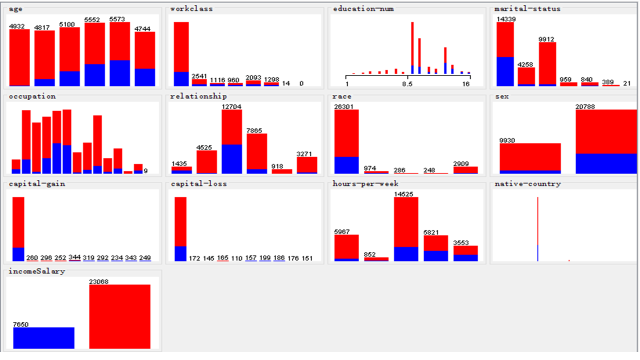 age
4932 4817 5100 5552 5573 4744
workclass
2541 1116 960 2093 1298 14 0
education-num
1 8.5 16
marital-status
14339 4258 9912 959 840 389 21
occupation
9
relationship
1435 4525 12704 7865 918 3271
race
26301 974 286 248 2909
sex
9930 20788
capital-gain
260 296 252 344 319 292 234 343 249
capital-loss
172 145 165 110 157 199 186 176 151
hours-per-week
5967 852 14525 5821 3553
native-country
incomeSalary
7650 23068